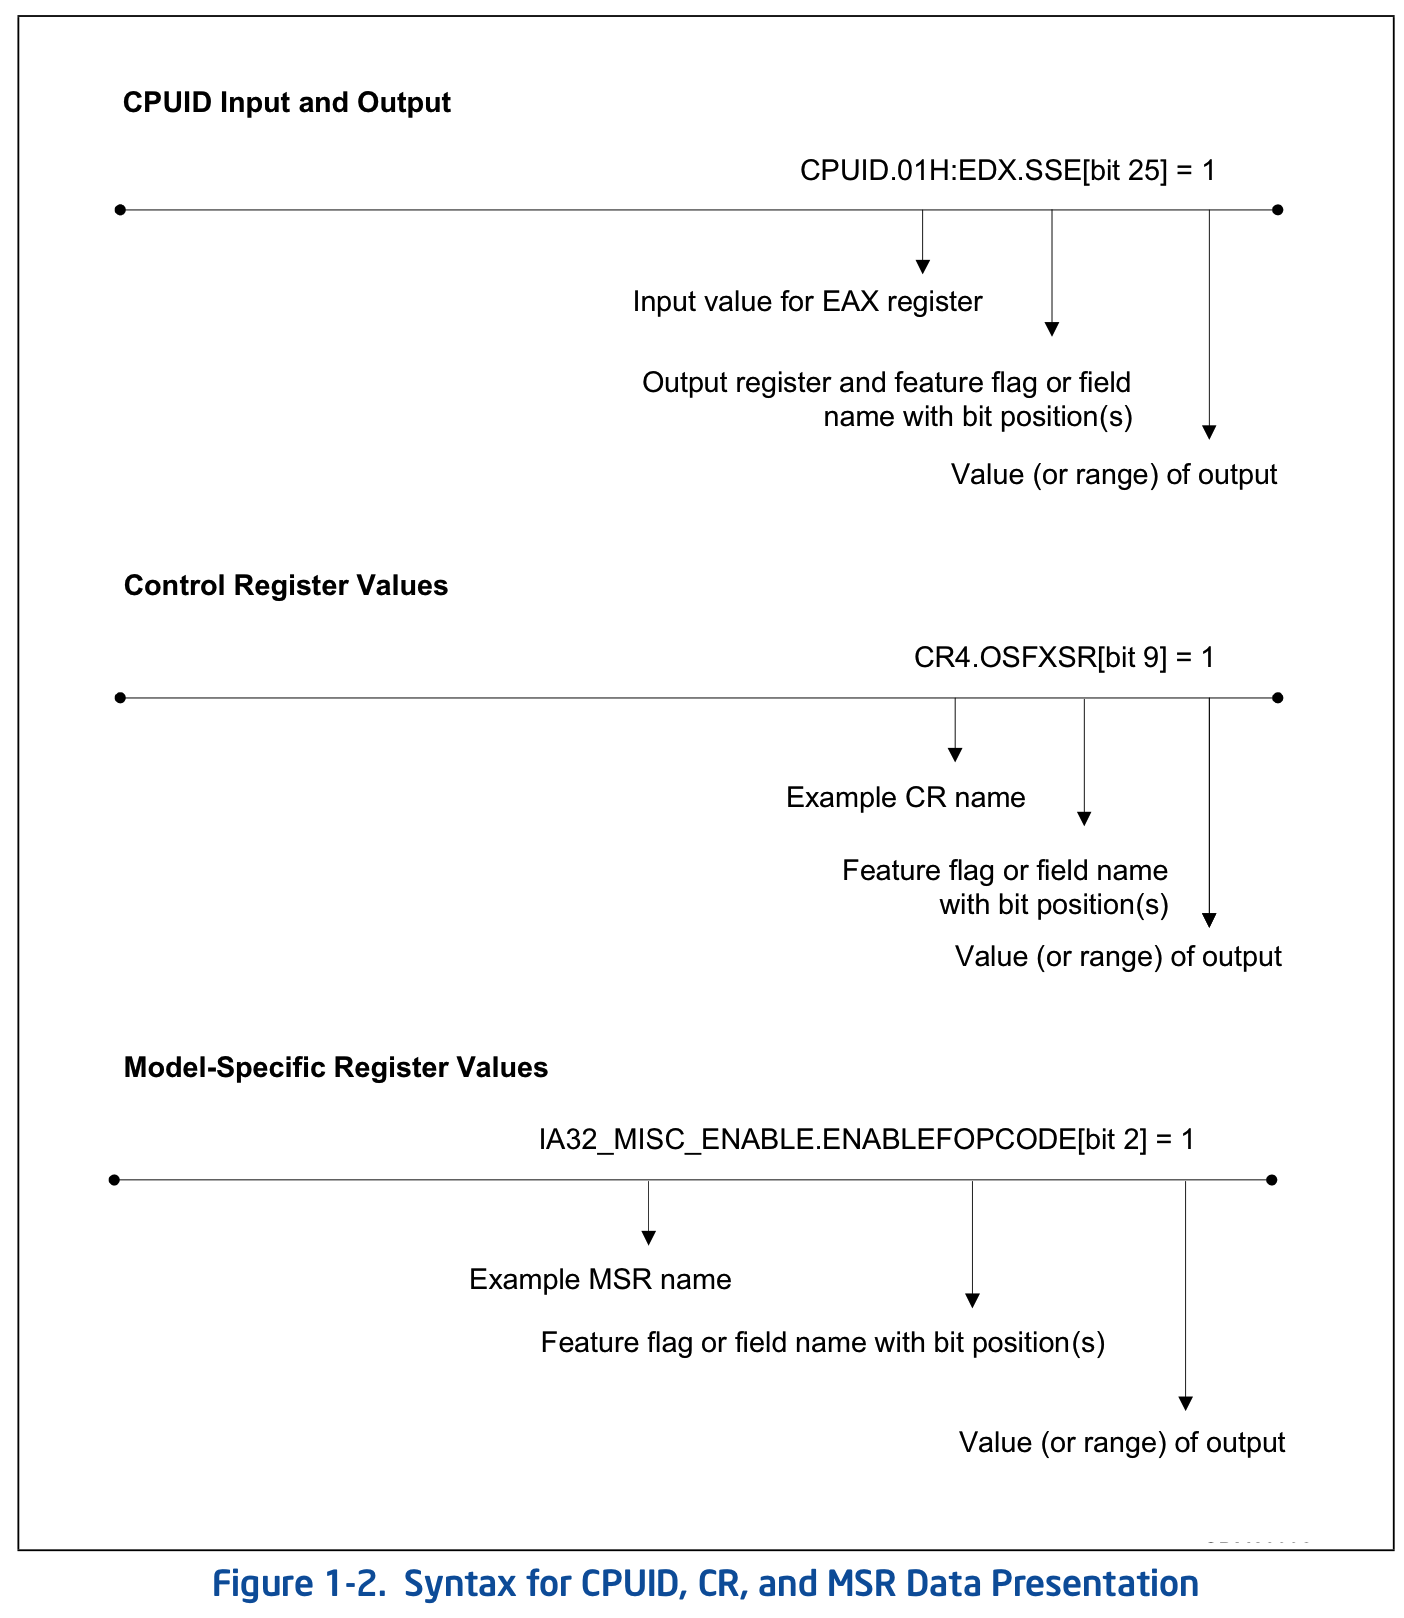 CPUID Input and Output
CPUID.01H:EDX.SSE[bit 25] = 1
Input value for EAX register
Output register and feature flag or field
name with bit position(s)
Value (or range) of output
Control Register Values
CR4.OSFXSR[bit 9] = 1
Example CR name
Feature flag or field name
with bit position(s)
Value (or range) of output
Model-Specific Register Values
IA32_MISC_ENABLE.ENABLEFOPCODE[bit 2] = 1
Example MSR name
Feature flag or field name with bit position(s)
Value (or range) of output
Figure 1-2. Syntax for CPUID, CR, and MSR Data Presentation